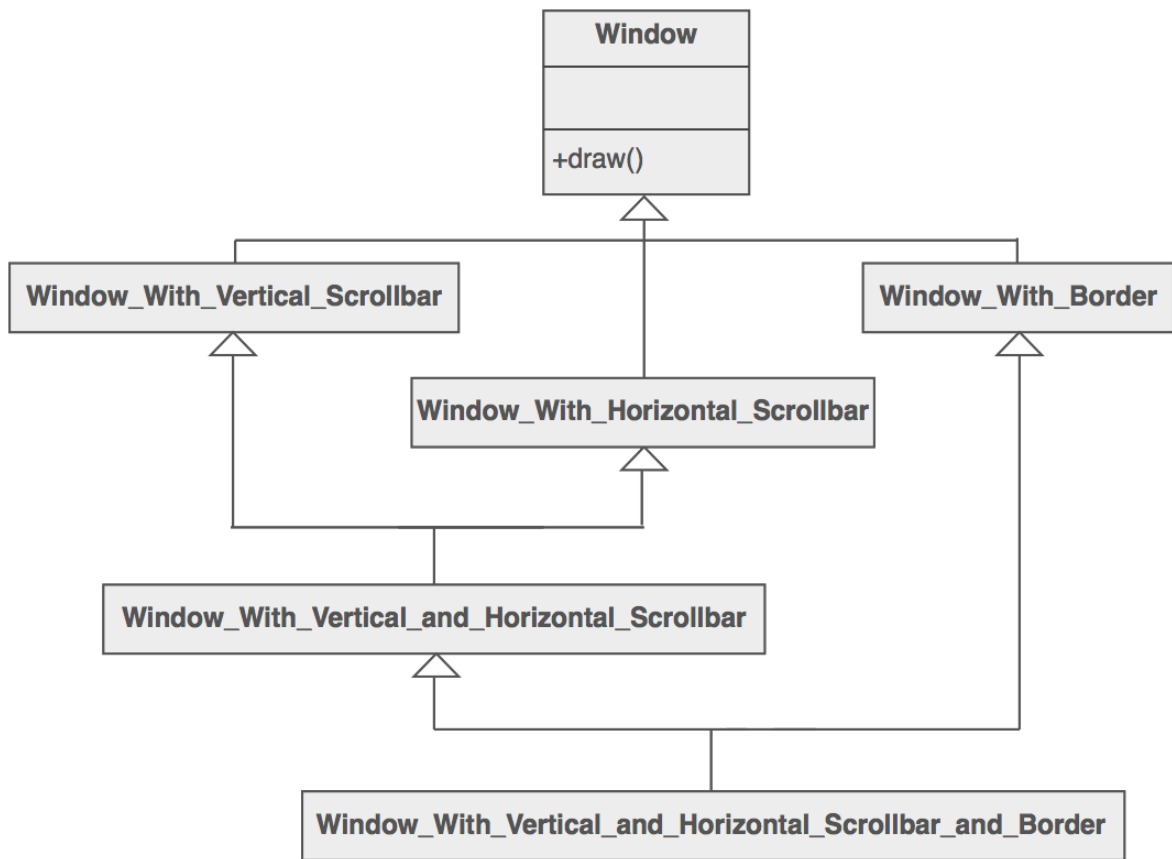 Window
+draw()
Window_With_Vertical_Scrollbar
Window_With_Border
Window_With_Horizontal_Scrollbar
Window_With_Vertical_and_Horizontal_Scrollbar
Window_With_Vertical_and_Horizontal_Scrollbar_and_Border